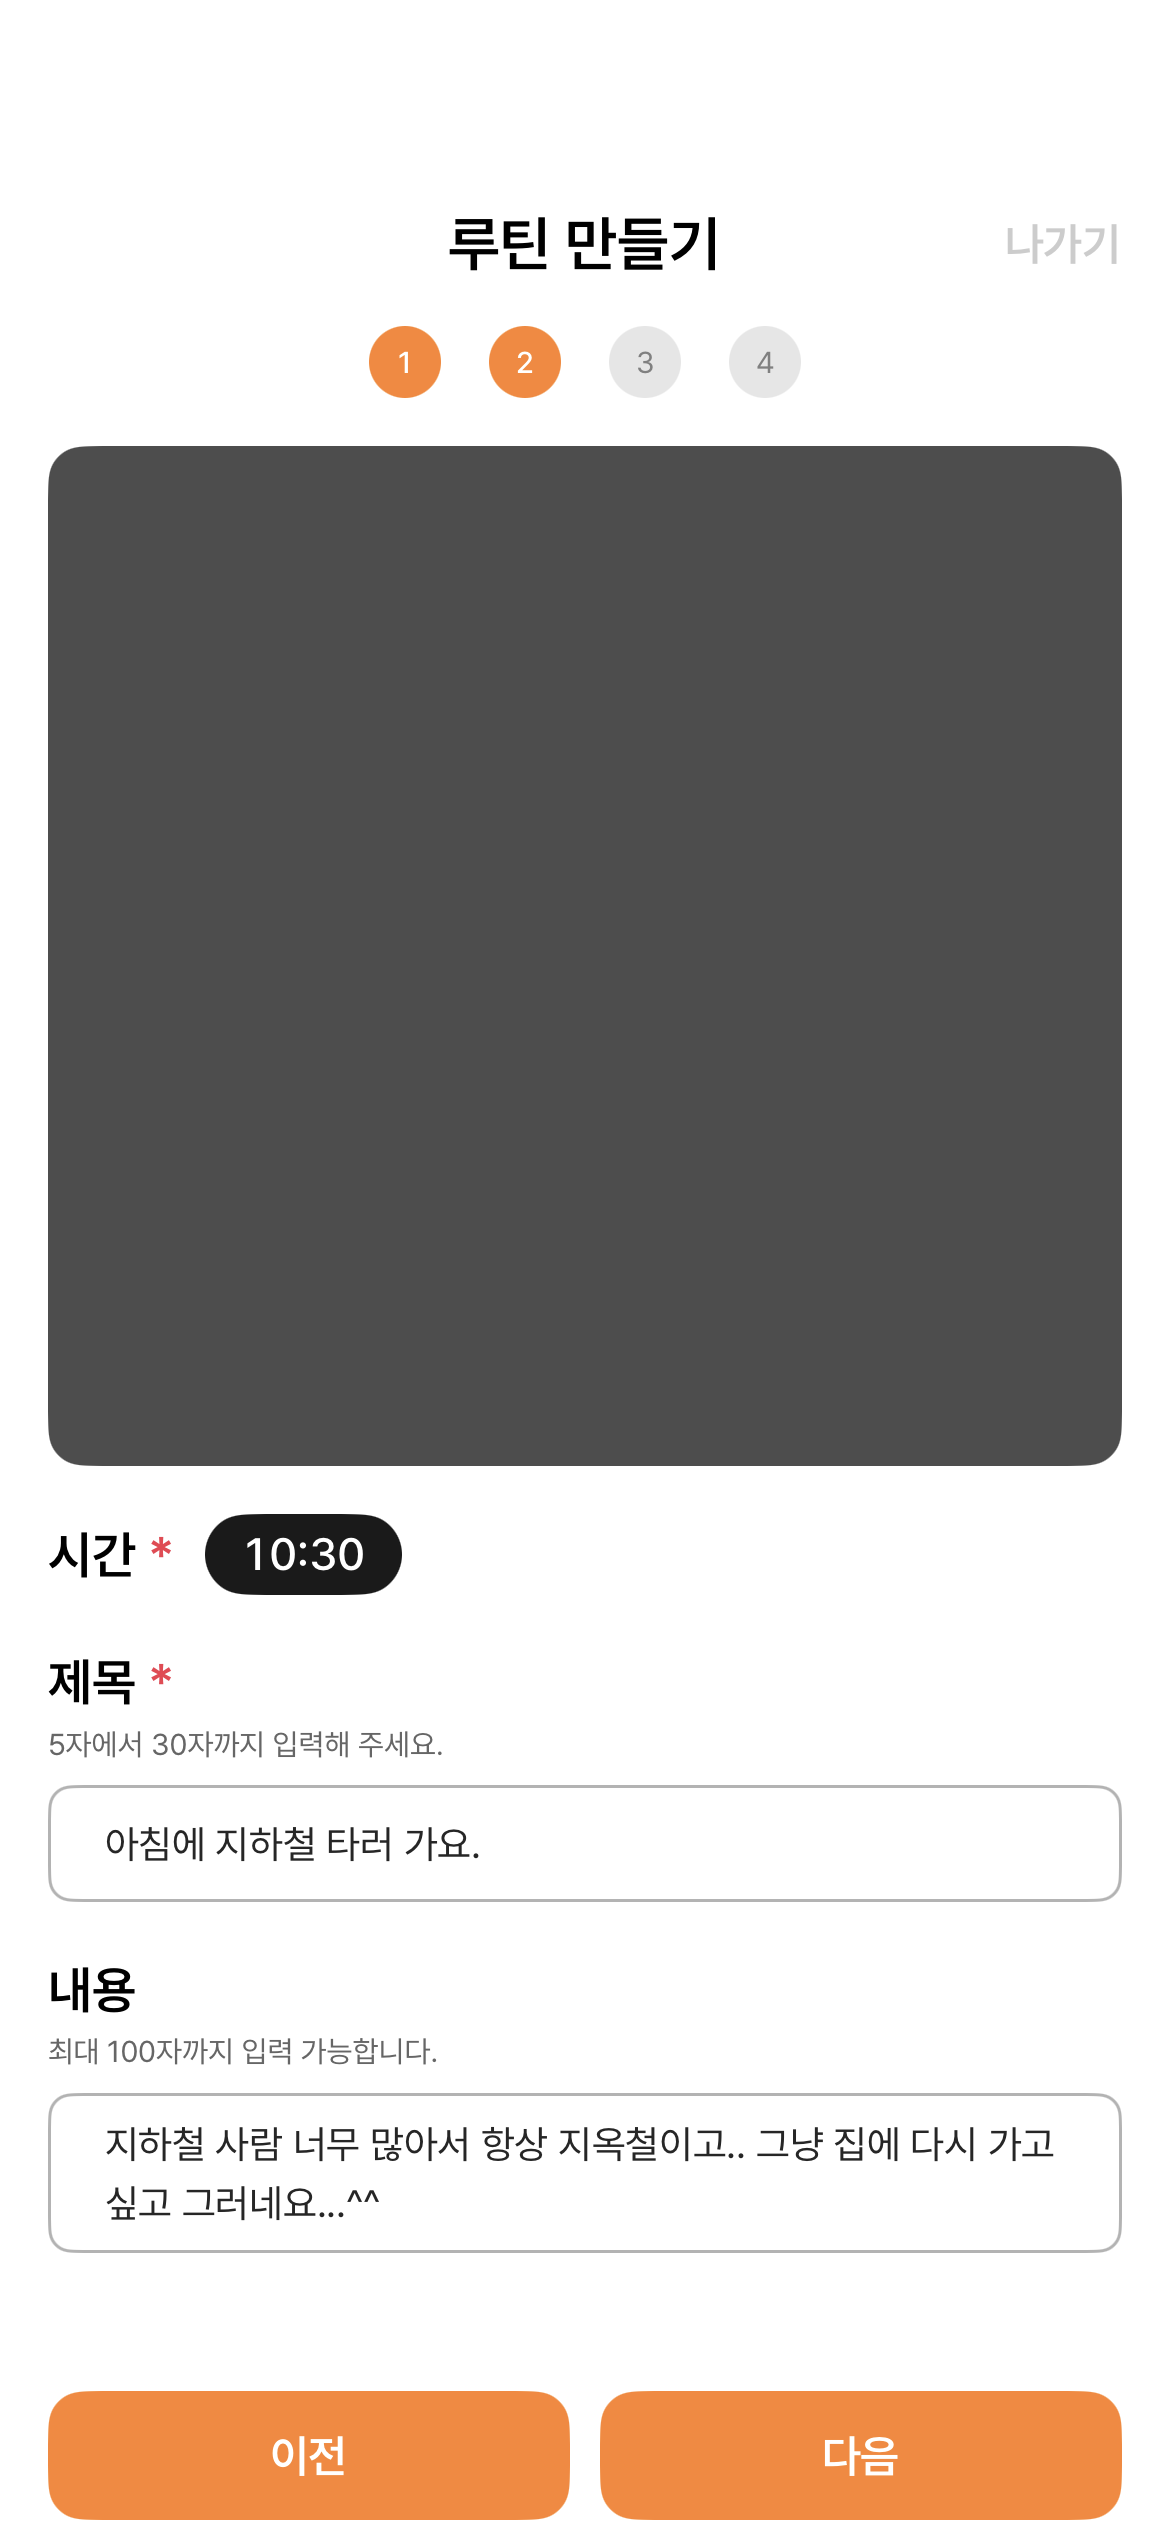 루틴 만들기
나가기
1 2 3 4
시간 * 10:30
제목 *
5자에서 30자까지 입력해 주세요.
아침에 지하철 타러 가요.
내용
최대 100자까지 입력 가능합니다.
지하철 사람 너무 많아서 항상 지옥철이고.. 그냥 집에 다시 가고
싶고 그러네요...^^
이전 다음